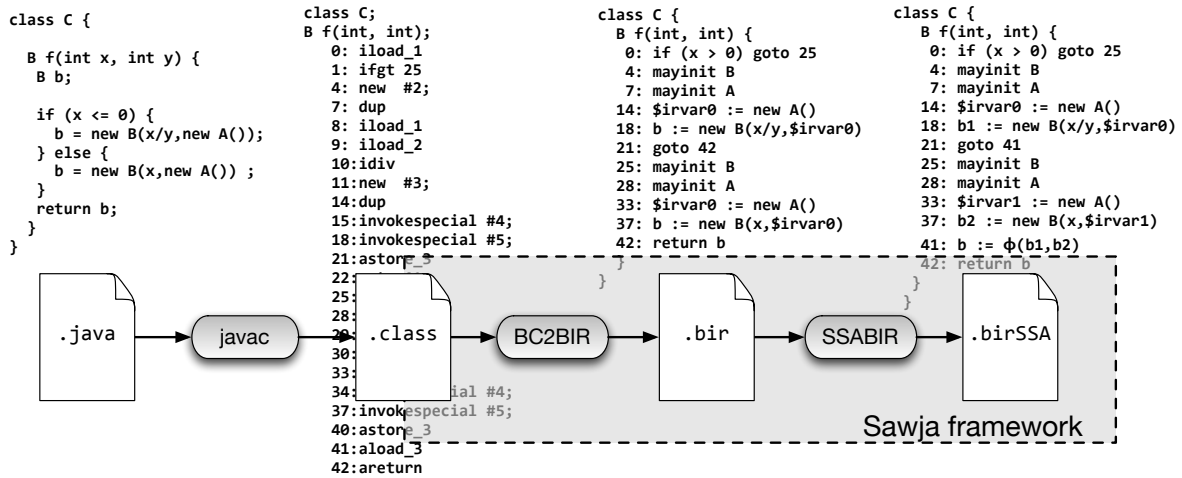 class C {
B f(int x, int y) {
B b;
if (x <= 0) {
b = new B(x/y,new A());
} else {
b = new B(x,new A()) ;
}
return b;
}
}
class C;
B f(int, int);
0: iload_1
1: ifgt 25
4: new #2;
7: dup
8: iload_1
9: iload_2
10:idiv
11:new #3;
14:dup
15:invokespecial #4;
18:invokespecial #5;
21:astore_3
22:
25:
28:
30:
33:
34: ial #4;
37:invokespecial #5;
40:astore_3
41:aload_3
42:areturn
class C {
B f(int, int) {
0: if (x > 0) goto 25
4: mayinit B
7: mayinit A
14: $irvar0 := new A()
18: b := new B(x/y,$irvar0)
21: goto 42
25: mayinit B
28: mayinit A
33: $irvar0 := new A()
37: b := new B(x,$irvar0)
42: return b
}
}
class C {
B f(int, int) {
0: if (x > 0) goto 25
4: mayinit B
7: mayinit A
14: $irvar0 := new A()
18: b1 := new B(x/y,$irvar0)
21: goto 41
25: mayinit B
28: mayinit A
33: $irvar1 := new A()
37: b2 := new B(x,$irvar1)
41: b := ϕ(b1,b2)
42: return b
}
}
.java
javac
.class
BC2BIR
.bir
SSABIR
.birSSA
Sawja framework